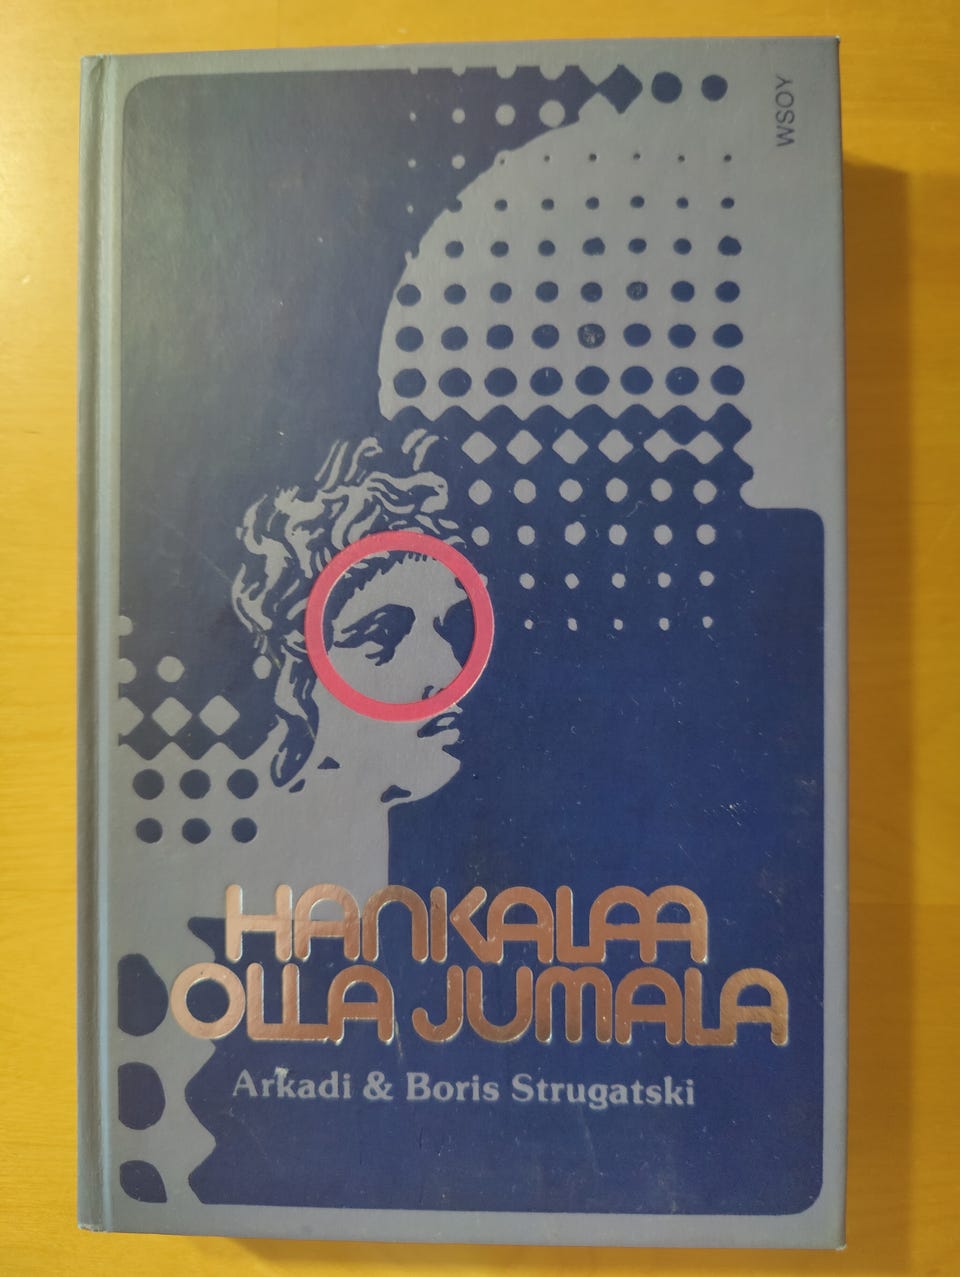 WSOY
HANKALAA
OLLA JUMALA
Arkadi & Boris Strugatski